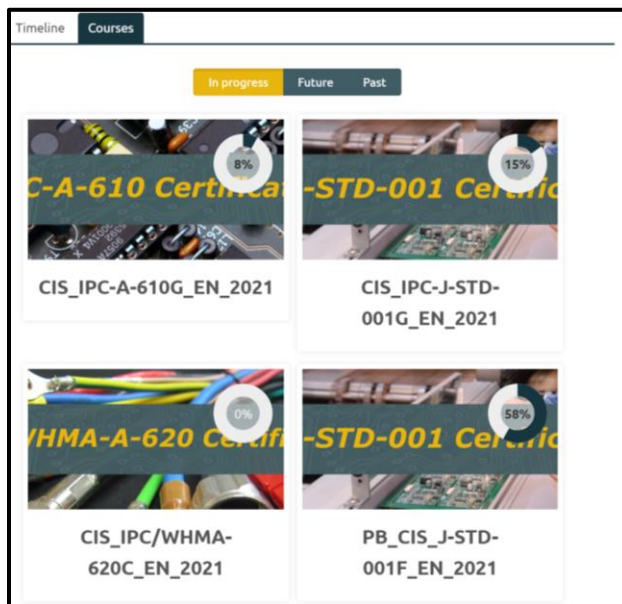 Timeline Courses
In progress Future Past
8%
C-A-610 Certificat
CIS_IPC-A-610G_EN_2021
15%
-STD-001 Certific
CIS_IPC-J-STD-
001G_EN_2021
0%
WHMA-A-620 Certifi
CIS_IPC/WHMA-
620C_EN_2021
58%
-STD-001 Certific
PB_CIS_J-STD-
001F_EN_2021